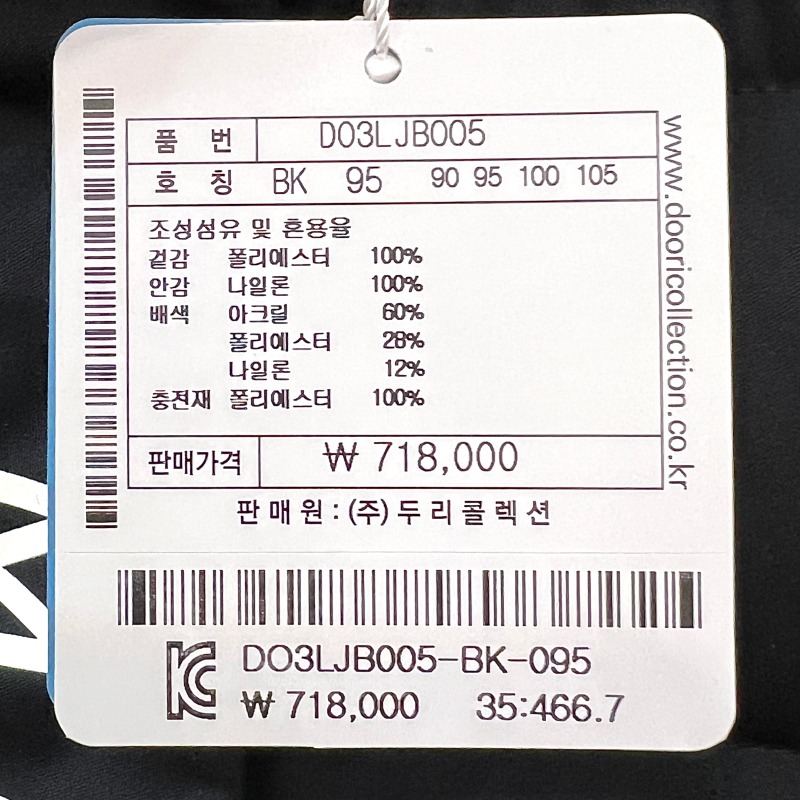 품 번 DO3LJB005
호 칭 BK 95 90 95 100 105
조성섬유 및 혼용율
겉감 폴리에스터 100%
안감 나일론 100%
배색 아크릴 60%
폴리에스터 28%
나일론 12%
충전재 폴리에스터 100%
판매가격 ₩ 718,000
판 매 원 : (주) 두 리 콜 렉 션
www.dooricollection.co.kr
KC DO3LJB005-BK-095
₩ 718,000 35:466.7